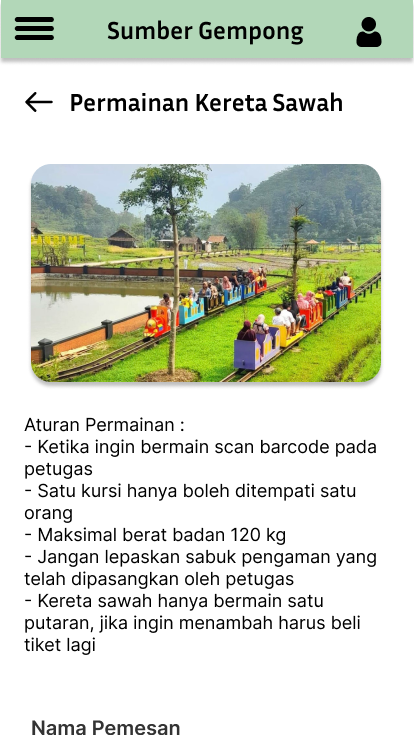 Sumber Gempong
Permainan Kereta Sawah
Aturan Permainan :
- Ketika ingin bermain scan barcode pada
petugas
- Satu kursi hanya boleh ditempati satu
orang
- Maksimal berat badan 120 kg
- Jangan lepaskan sabuk pengaman yang
telah dipasangkan oleh petugas
- Kereta sawah hanya bermain satu
putaran, jika ingin menambah harus beli
tiket lagi
Nama Pemesan